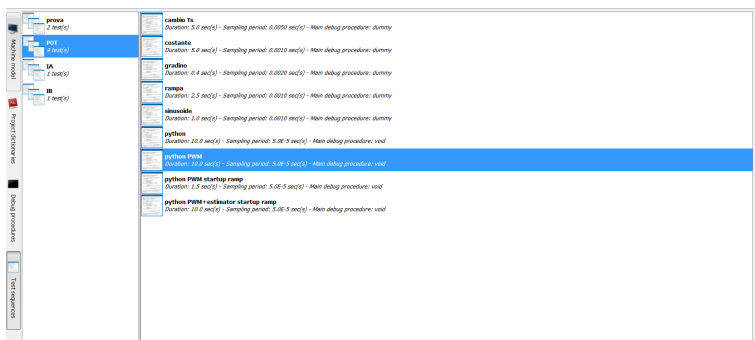 Machine model
Project dictionaries
Debug procedures
Test sequences
prova
2 test(s)
POT
9 test(s)
IA
1 test(s)
IB
1 test(s)
cambio Ts
Duration: 5.0 sec(s) - Sampling period: 0.0050 sec(s) - Main debug procedure: dummy
costante
Duration: 5.0 sec(s) - Sampling period: 0.0010 sec(s) - Main debug procedure: dummy
gradino
Duration: 0.4 sec(s) - Sampling period: 0.0020 sec(s) - Main debug procedure: dummy
rampa
Duration: 2.5 sec(s) - Sampling period: 0.0010 sec(s) - Main debug procedure: dummy
sinusoide
Duration: 1.0 sec(s) - Sampling period: 0.0010 sec(s) - Main debug procedure: dummy
python
Duration: 10.0 sec(s) - Sampling period: 5.0E-5 sec(s) - Main debug procedure: void
python PWM
Duration: 10.0 sec(s) - Sampling period: 5.0E-5 sec(s) - Main debug procedure: void
python PWM startup ramp
Duration: 1.5 sec(s) - Sampling period: 5.0E-5 sec(s) - Main debug procedure: void
python PWM+estimator startup ramp
Duration: 10.0 sec(s) - Sampling period: 5.0E-5 sec(s) - Main debug procedure: void